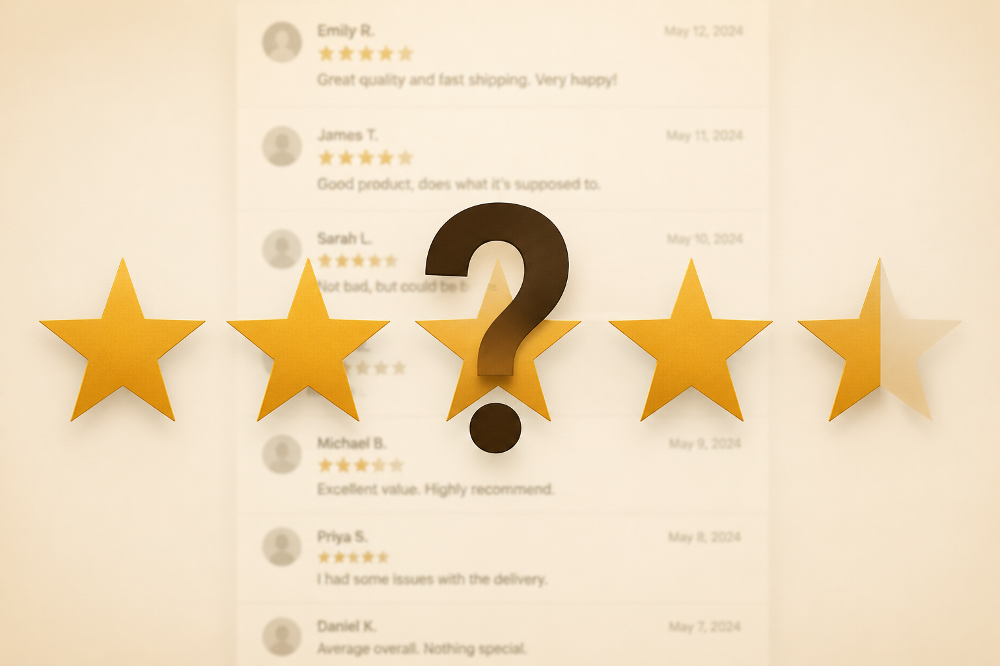 Emily R.
May 12, 2024
Great quality and fast shipping. Very happy!
James T.
May 11, 2024
Good product, does what it's supposed to.
Sarah L.
May 10, 2024
Not bad, but could be
?
Michael B.
May 9, 2024
Excellent value. Highly recommend.
Priya S.
May 8, 2024
I had some issues with the delivery.
Daniel K.
May 7, 2024
Average overall. Nothing special.